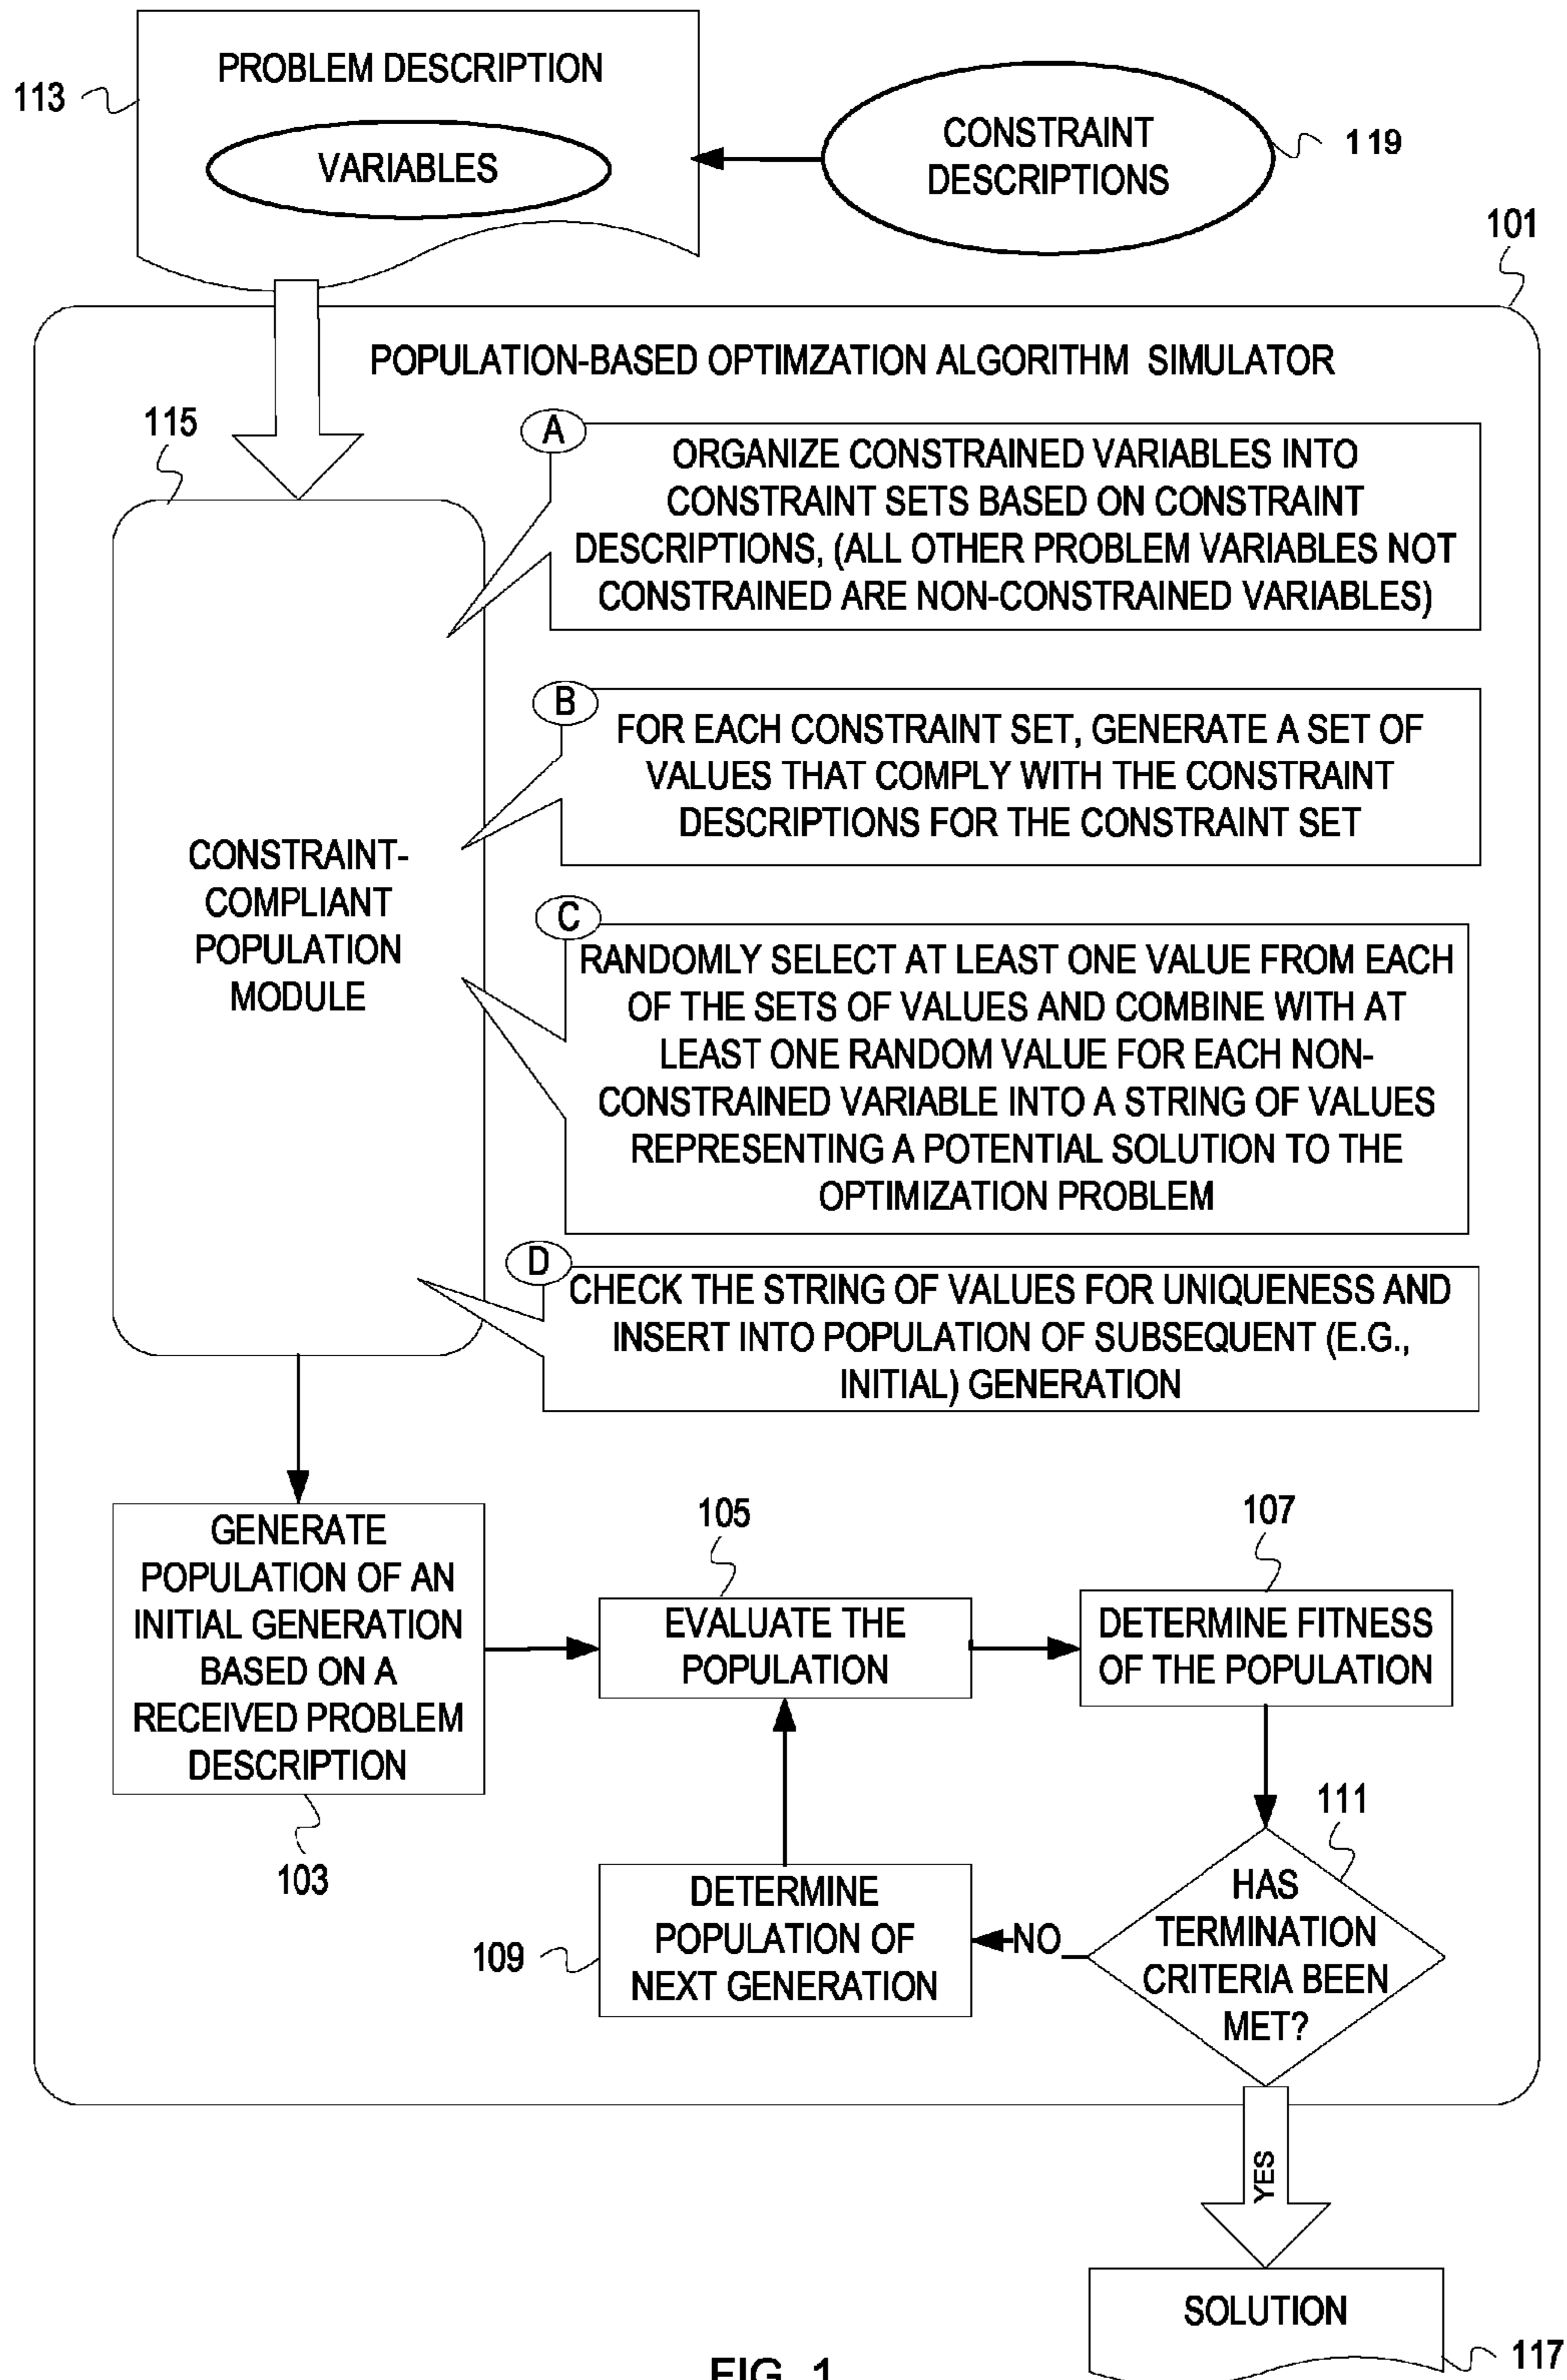 PROBLEM DESCRIPTION
113
VARIABLES
CONSTRAINT
DESCRIPTIONS
119
101
POPULATION-BASED OPTIMZATION ALGORITHM SIMULATOR
115
A
ORGANIZE CONSTRAINED VARIABLES INTO
CONSTRAINT SETS BASED ON CONSTRAINT
DESCRIPTIONS, (ALL OTHER PROBLEM VARIABLES NOT
CONSTRAINED ARE NON-CONSTRAINED VARIABLES)
B
FOR EACH CONSTRAINT SET, GENERATE A SET OF
VALUES THAT COMPLY WITH THE CONSTRAINT
DESCRIPTIONS FOR THE CONSTRAINT SET
CONSTRAINT-
COMPLIANT
POPULATION
MODULE
C
RANDOMLY SELECT AT LEAST ONE VALUE FROM EACH
OF THE SETS OF VALUES AND COMBINE WITH AT
LEAST ONE RANDOM VALUE FOR EACH NON-
CONSTRAINED VARIABLE INTO A STRING OF VALUES
REPRESENTING A POTENTIAL SOLUTION TO THE
OPTIMIZATION PROBLEM
D
CHECK THE STRING OF VALUES FOR UNIQUENESS AND
INSERT INTO POPULATION OF SUBSEQUENT (E.G.,
INITIAL) GENERATION
GENERATE
POPULATION OF AN
INITIAL GENERATION
BASED ON A
RECEIVED PROBLEM
DESCRIPTION
103
105
EVALUATE THE
POPULATION
107
DETERMINE FITNESS
OF THE POPULATION
111
HAS
TERMINATION
CRITERIA BEEN
MET?
NO
109
DETERMINE
POPULATION OF
NEXT GENERATION
YES
SOLUTION
117
FIG. 1